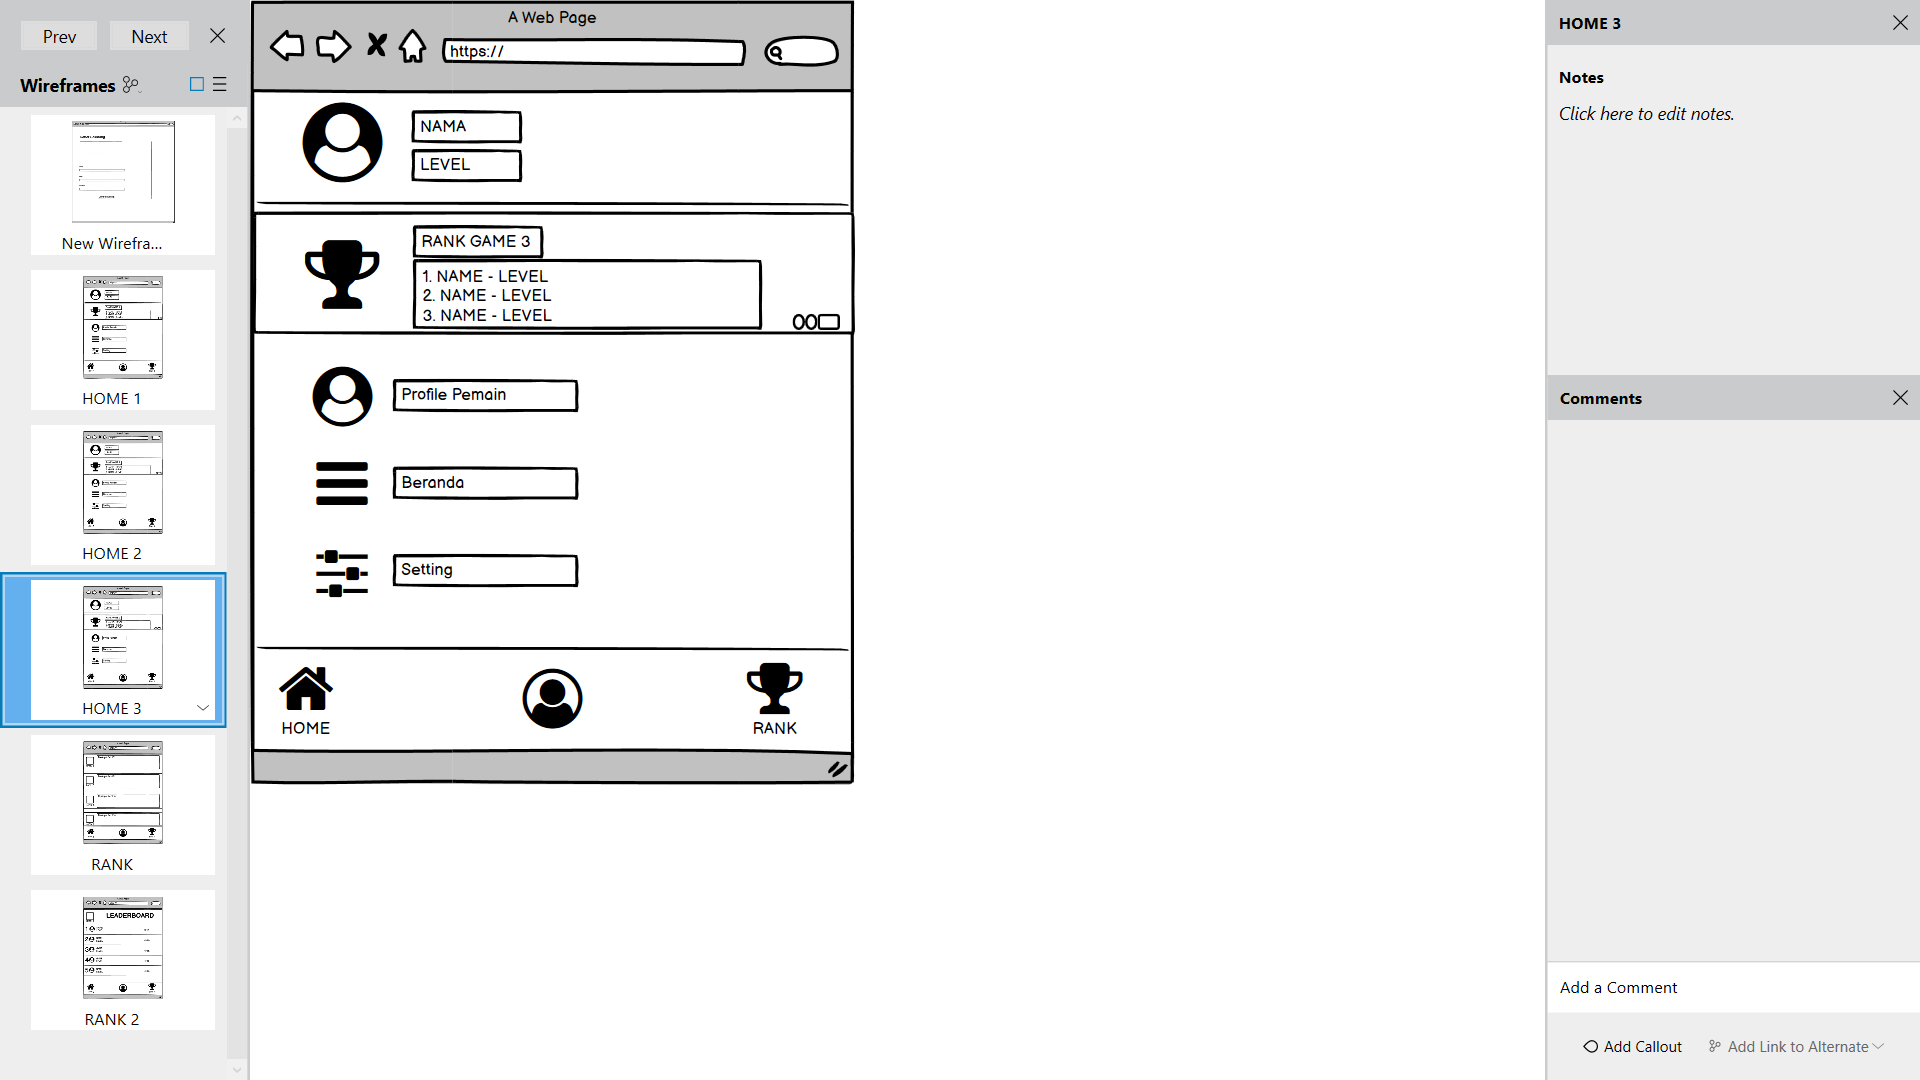 Prev
Next
Wireframes
New Wirefra...
HOME 1
HOME 2
HOME 3
RANK
LEADERBOARD
RANK 2
A Web Page
https://
NAMA
LEVEL
RANK GAME 3
1. NAME - LEVEL
2. NAME - LEVEL
3. NAME - LEVEL
Profile Pemain
Beranda
Setting
HOME
RANK
HOME 3
Notes
Click here to edit notes.
Comments
Add a Comment
Add Callout
Add Link to Alternate